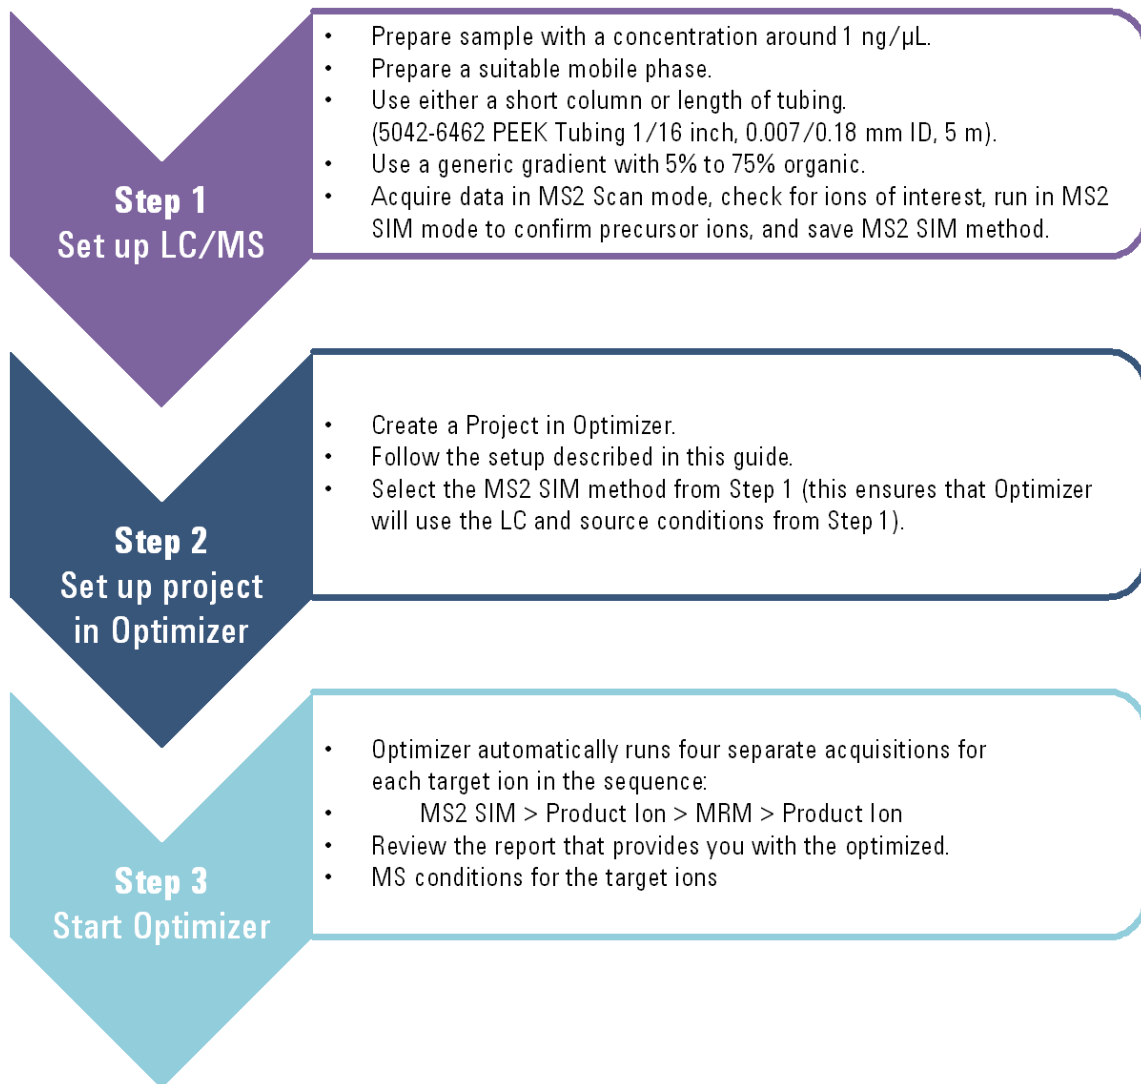 Step 1
Set up LC/MS
• Prepare sample with a concentration around 1 ng/µL.
• Prepare a suitable mobile phase.
• Use either a short column or length of tubing.
(5042-6462 PEEK Tubing 1/16 inch, 0.007/0.18 mm ID, 5 m).
• Use a generic gradient with 5% to 75% organic.
• Acquire data in MS2 Scan mode, check for ions of interest, run in MS2
SIM mode to confirm precursor ions, and save MS2 SIM method.
Step 2
Set up project
in Optimizer
• Create a Project in Optimizer.
• Follow the setup described in this guide.
• Select the MS2 SIM method from Step 1 (this ensures that Optimizer
will use the LC and source conditions from Step 1).
Step 3
Start Optimizer
• Optimizer automatically runs four separate acquisitions for
each target ion in the sequence:
• MS2 SIM > Product Ion > MRM > Product Ion
• Review the report that provides you with the optimized.
• MS conditions for the target ions